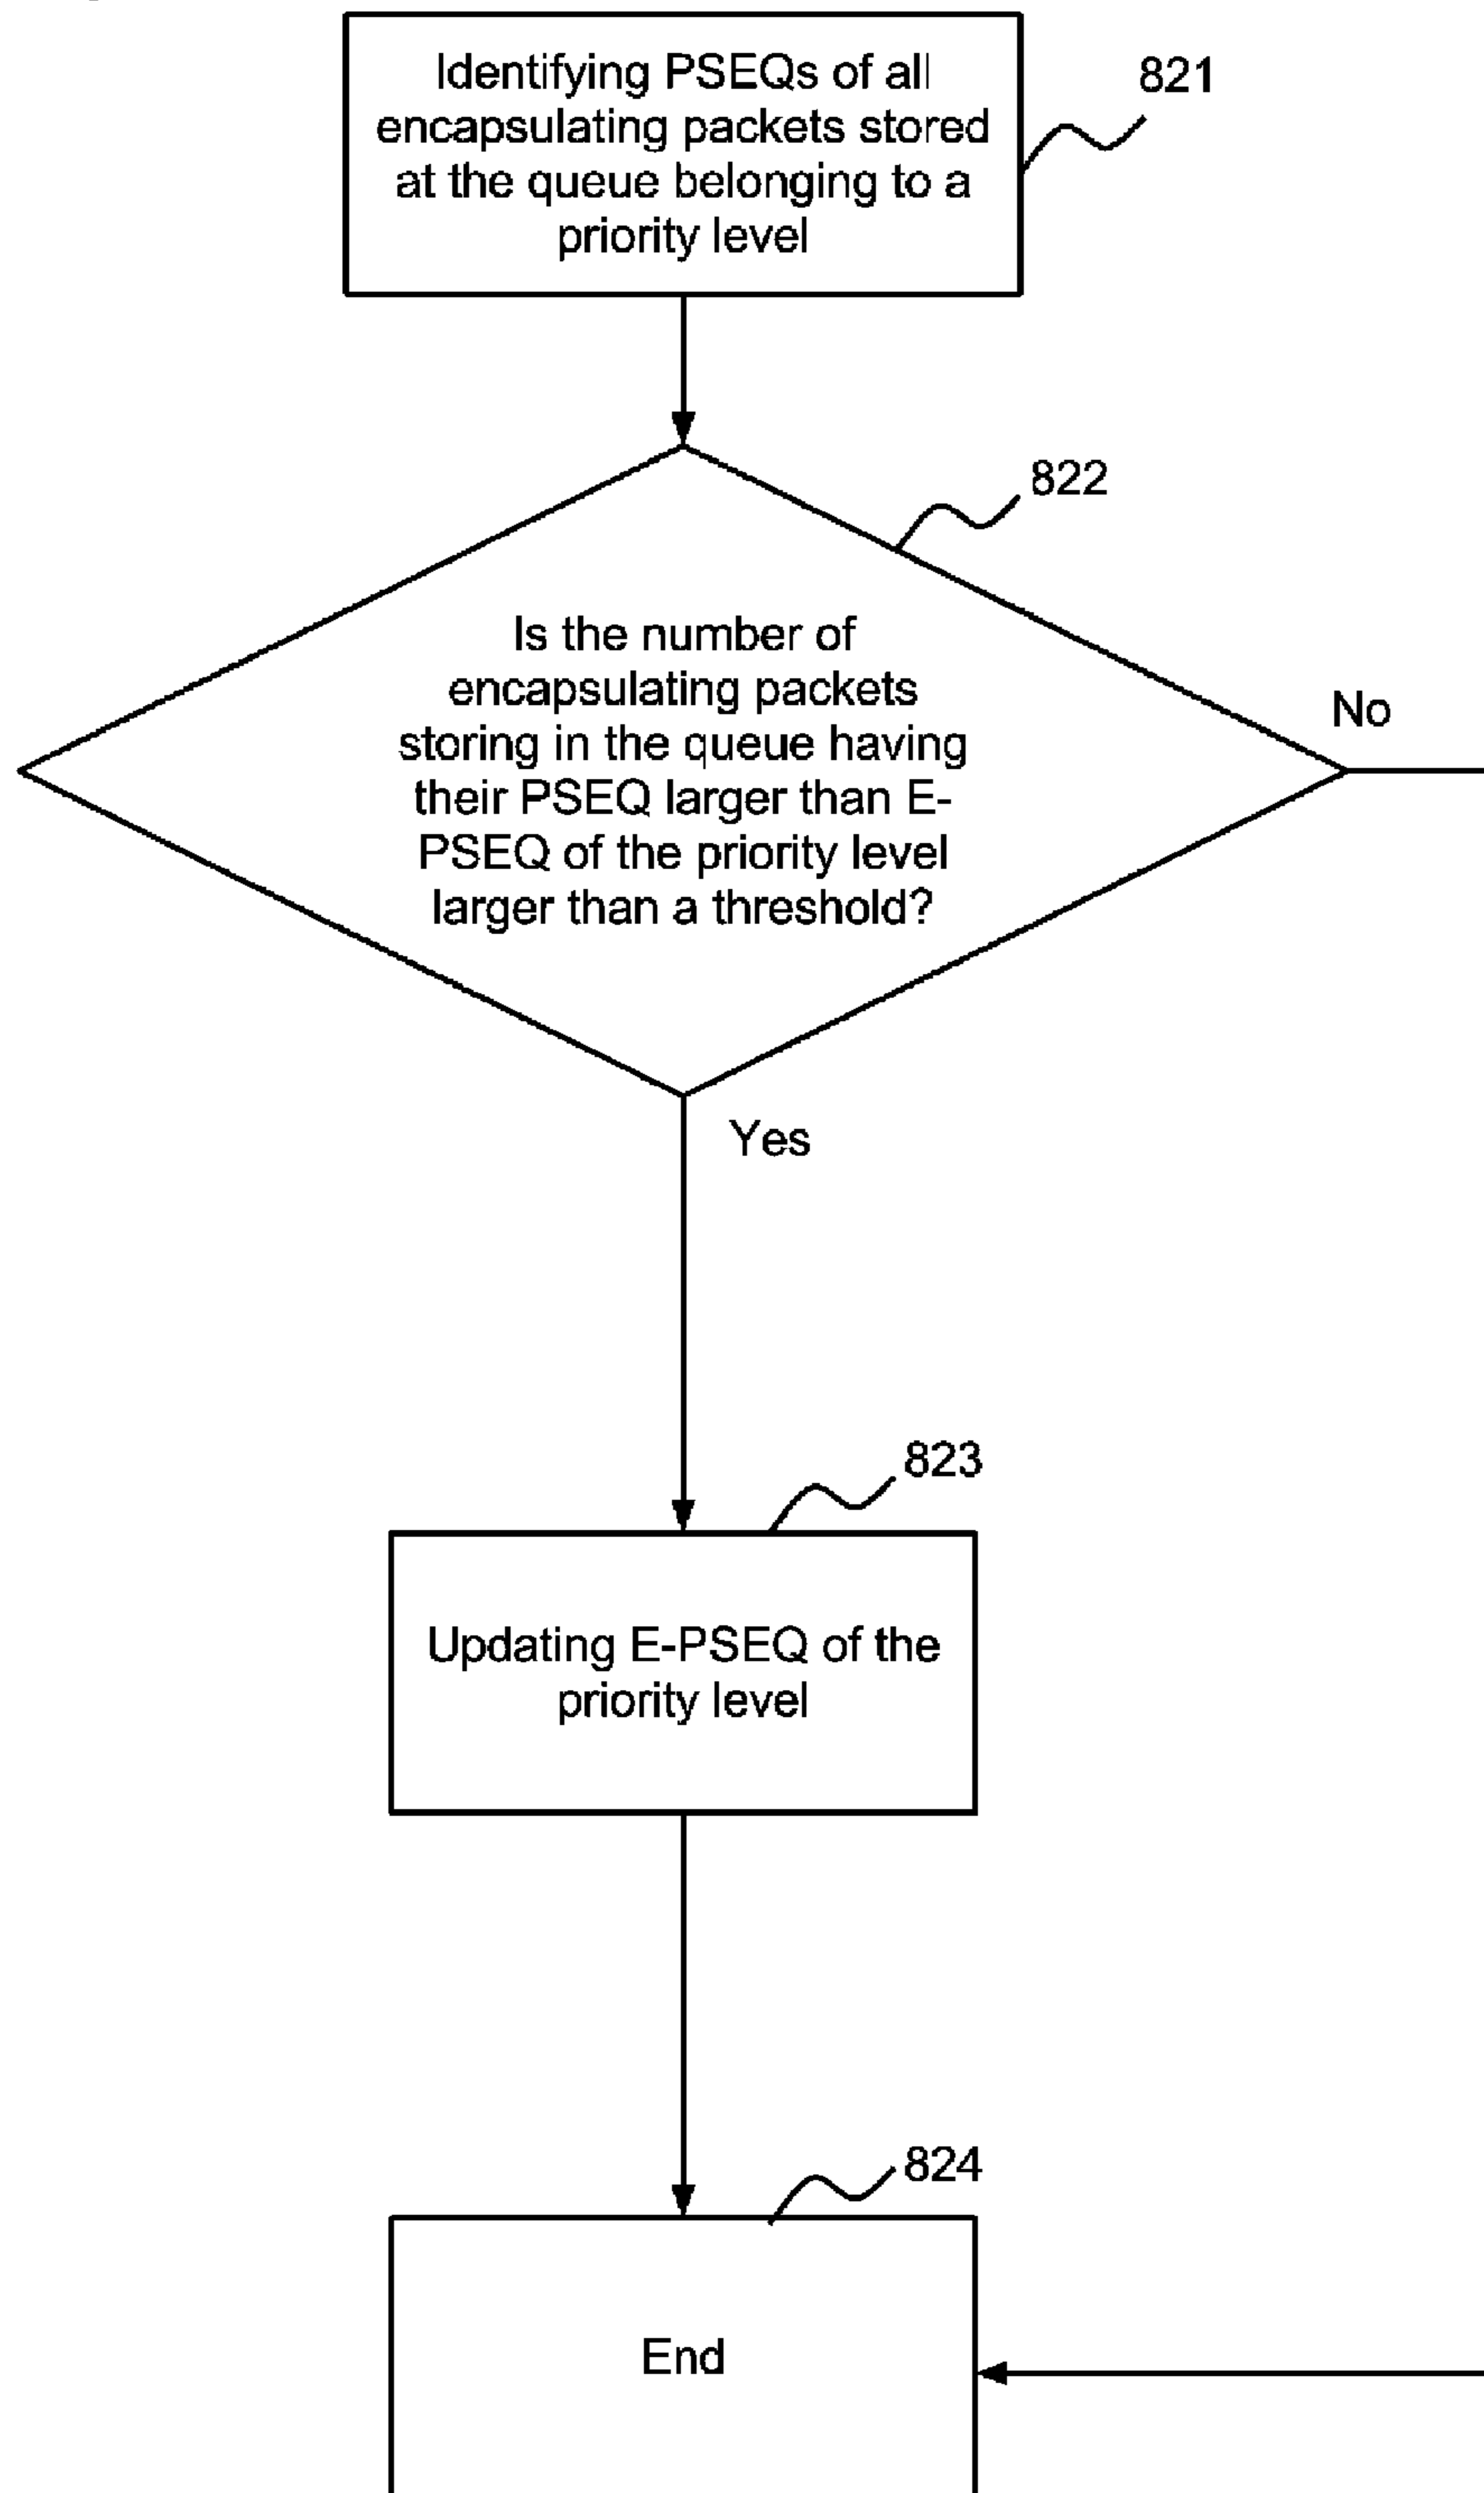 Identifying PSEQs of all
encapsulating packets stored
at the queue belonging to a
priority level
821
822
Is the number of
encapsulating packets
storing in the queue having
their PSEQ larger than E-
PSEQ of the priority level
larger than a threshold?
No
Yes
823
Updating E-PSEQ of the
priority level
824
End